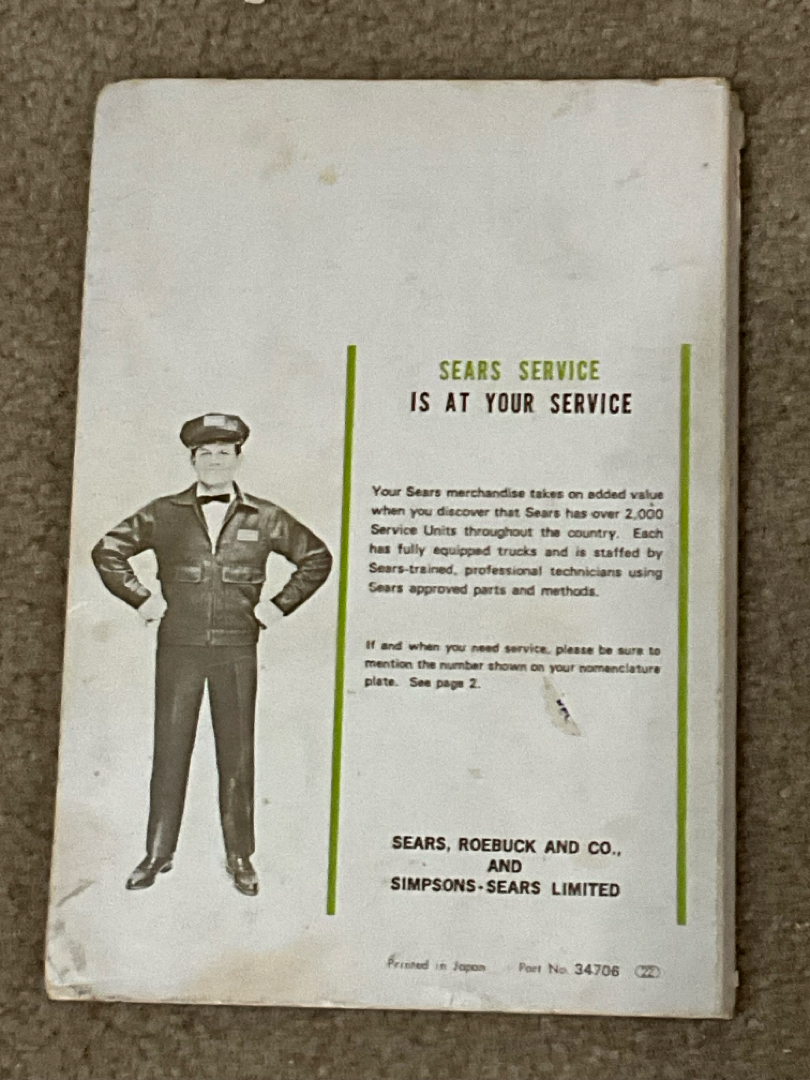 SEARS SERVICE
IS AT YOUR SERVICE
Your Sears merchandise takes on added value
when you discover that Sears has over 2,000
Service Units throughout the country. Each
has fully equipped trucks and is staffed by
Sears-trained, professional technicians using
Sears approved parts and methods.
If and when you need service, please be sure to
mention the number shown on your nomenclature
plate. See page 2.
SEARS, ROEBUCK AND CO.,
AND
SIMPSONS-SEARS LIMITED
Printed in Japan Part No. 34706 22